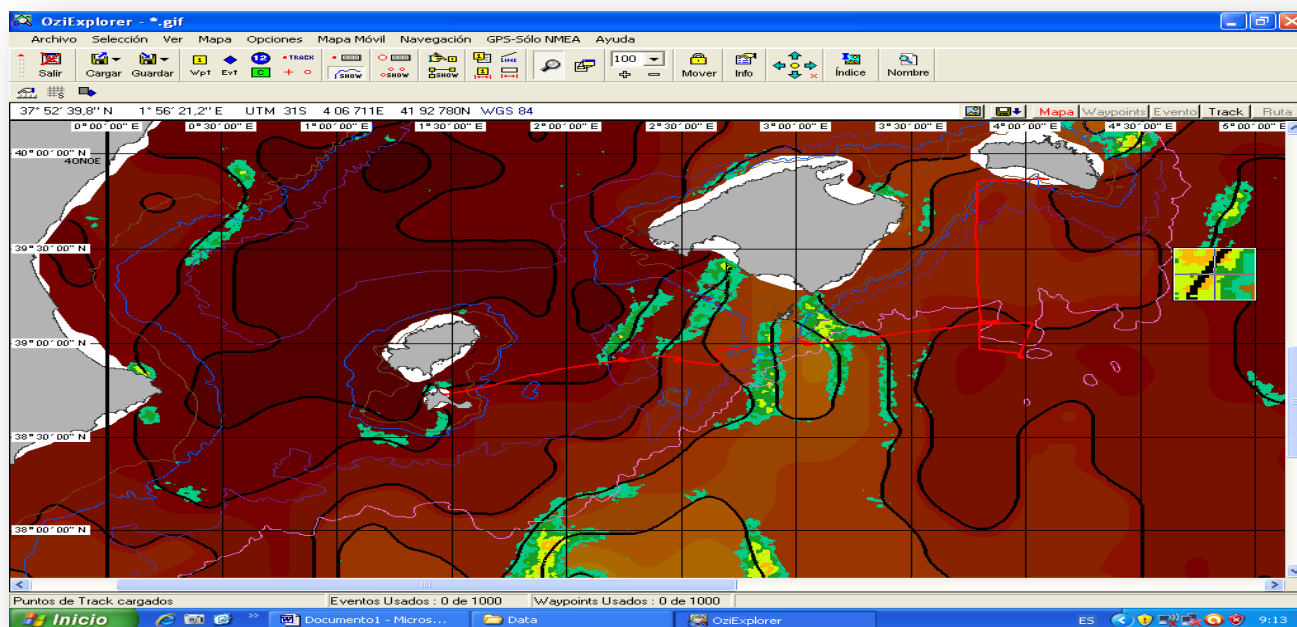 OziExplorer - *.gif
Archivo Selección Ver Mapa Opciones Mapa Móvil Navegación GPS-Sólo NMEA Ayuda
Salir Cargar Guardar Wpt Evt 1 12 C TRACK SHOW SHOW SHOW LINE 100 Mover Info Índice Nombre
37° 52' 39,8'' N 1° 56' 21,2'' E UTM 31S 4 06 711E 41 92 780N WGS 84 Mapa Waypoints Evento Track Ruta
0°00'00'' E 0°30'00'' E 1°00'00'' E 1°30'00'' E 2°00'00'' E 2°30'00'' E 3°00'00'' E 3°30'00'' E 4°00'00'' E 4°30'00'' E 5°00'00'' E
40°00'00'' N
40N0E
39°30'00'' N
39°00'00'' N
38°30'00'' N
38°00'00'' N
Puntos de Track cargados Eventos Usados : 0 de 1000 Waypoints Usados : 0 de 1000
Inicio Documento1 - Micros... Data OziExplorer ES 9:13